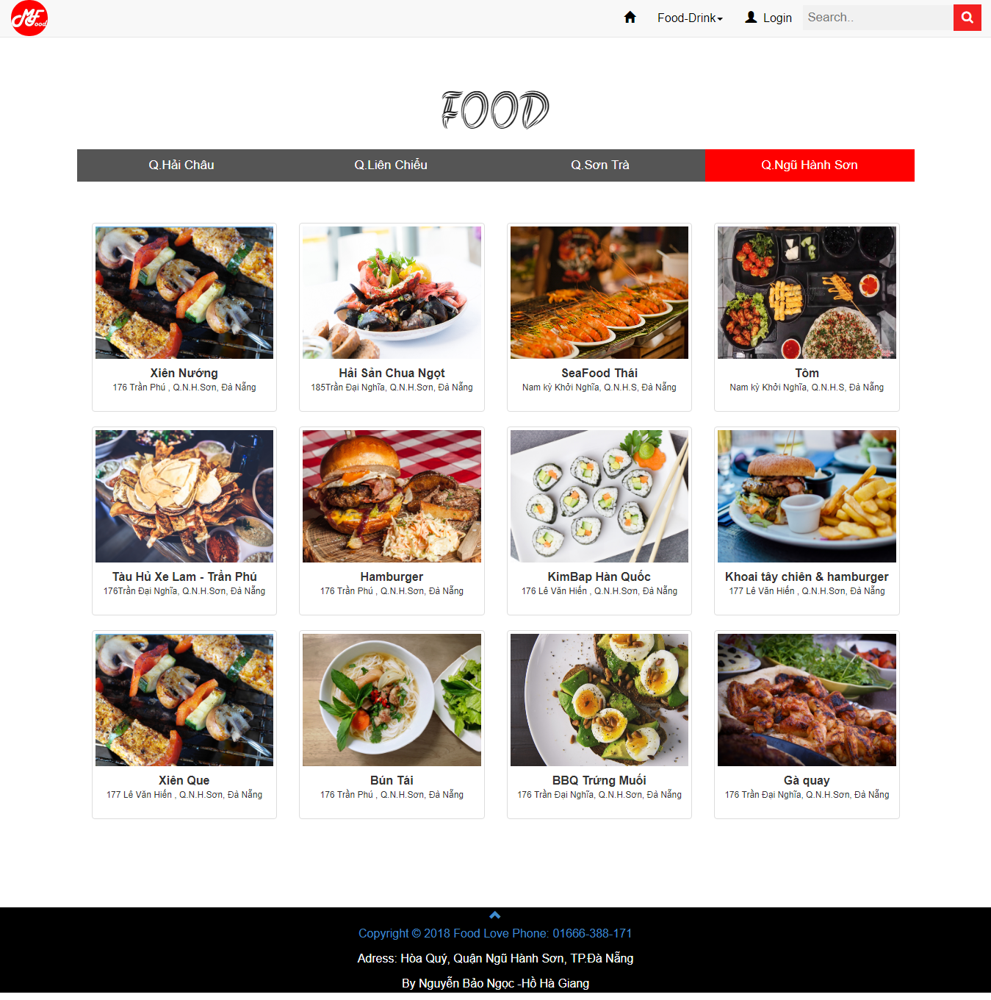 MF
ood
Food-Drink
Login
Search..
FOOD
Q.Hải Châu
Q.Liên Chiểu
Q.Sơn Trà
Q.Ngũ Hành Sơn
Xiên Nướng
176 Trần Phú , Q.N.H.Sơn, Đà Nẵng
Hải Sản Chua Ngọt
185Trần Đại Nghĩa, Q.N.H.Sơn, Đà Nẵng
SeaFood Thái
Nam kỳ Khởi Nghĩa, Q.N.H.S, Đà Nẵng
Tôm
Nam kỳ Khởi Nghĩa, Q.N.H.S, Đà Nẵng
Tàu Hủ Xe Lam - Trần Phú
176Trần Đại Nghĩa, Q.N.H.Sơn, Đà Nẵng
Hamburger
176 Trần Phú , Q.N.H.Sơn, Đà Nẵng
KimBap Hàn Quốc
176 Lê Văn Hiến , Q.N.H.Sơn, Đà Nẵng
Khoai tây chiên & hamburger
177 Lê Văn Hiến , Q.N.H.Sơn, Đà Nẵng
Xiên Que
177 Lê Văn Hiến , Q.N.H.Sơn, Đà Nẵng
Bún Tái
176 Trần Phú , Q.N.H.Sơn, Đà Nẵng
BBQ Trứng Muối
176 Trần Đại Nghĩa, Q.N.H.Sơn, Đà Nẵng
Gà quay
176 Trần Đại Nghĩa, Q.N.H.Sơn, Đà Nẵng
Copyright © 2018 Food Love Phone: 01666-388-171
Adress: Hòa Quý, Quận Ngũ Hành Sơn, TP.Đà Nẵng
By Nguyễn Bảo Ngọc -Hồ Hà Giang